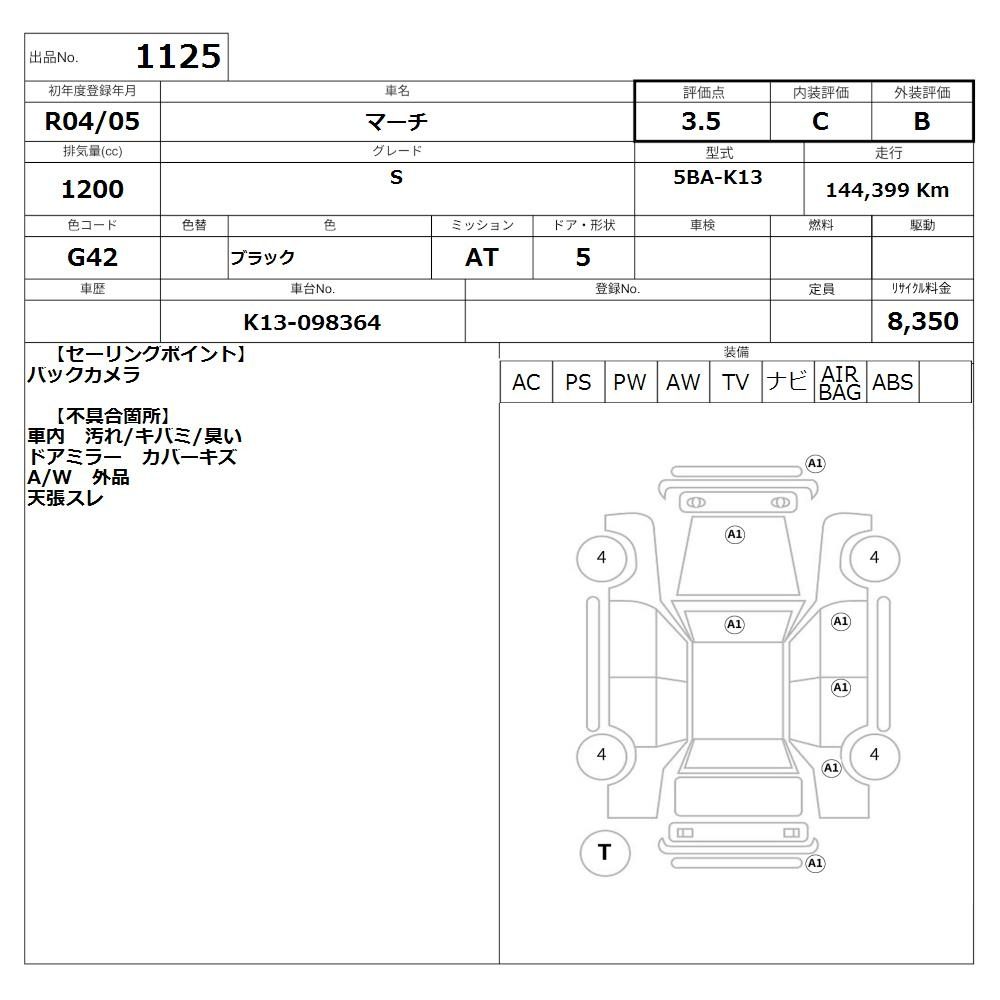 出品No. 1125
初年度登録年月 車名 評価点 内装評価 外装評価
R04/05 マーチ 3.5 C B
排気量(cc) グレード 型式 走行
1200 S 5BA-K13 144,399 Km
色コード 色替 色 ミッション ドア・形状 車検 燃料 駆動
G42 ブラック AT 5
車歴 車台No. 登録No. 定員 ﾘｻｲｸﾙ料金
K13-098364 8,350
【セーリングポイント】
バックカメラ
【不具合箇所】
車内　汚れ/キバミ/臭い
ドアミラー　カバーキズ
A/W　外品
天張スレ
装備
AC PS PW AW TV ナビ AIR BAG ABS
A1
A1
4 4
A1 A1
A1
4 A1 4
T A1